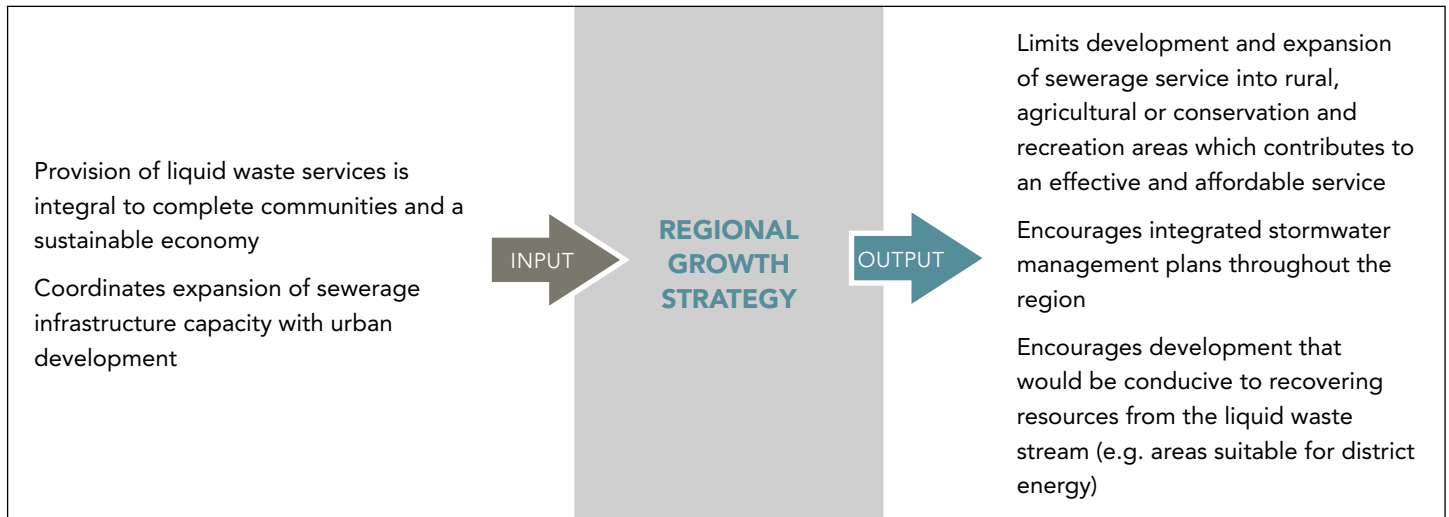 Provision of liquid waste services is
integral to complete communities and a
sustainable economy
Coordinates expansion of sewerage
infrastructure capacity with urban
development
INPUT
REGIONAL
GROWTH
STRATEGY
OUTPUT
Limits development and expansion
of sewerage service into rural,
agricultural or conservation and
recreation areas which contributes to
an effective and affordable service
Encourages integrated stormwater
management plans throughout the
region
Encourages development that
would be conducive to recovering
resources from the liquid waste
stream (e.g. areas suitable for district
energy)